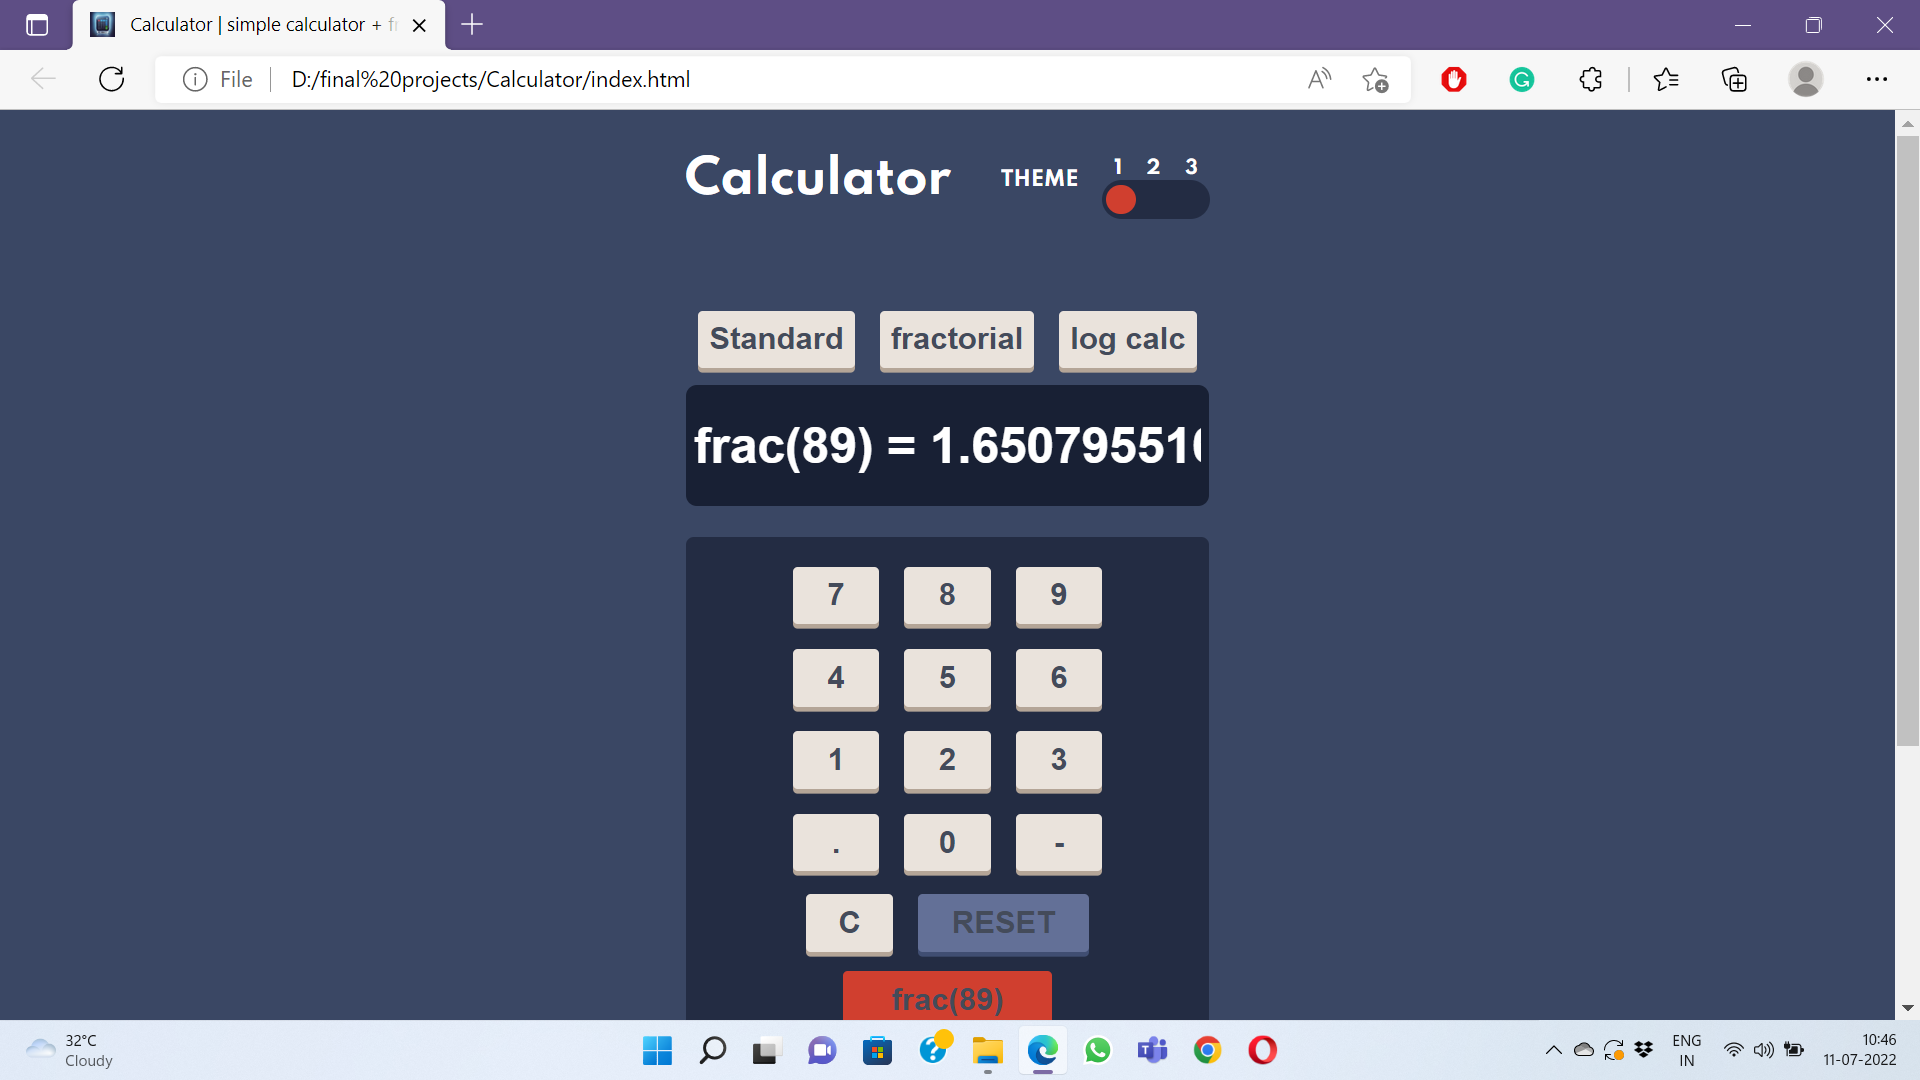 Calculator | simple calculator + fr
File
D:/final%20projects/Calculator/index.html
Calculator
THEME
1 2 3
Standard fractorial log calc
frac(89) = 1.650795516
7 8 9
4 5 6
1 2 3
. 0 -
C RESET
frac(89)
32°C
Cloudy
ENG
IN
10:46
11-07-2022